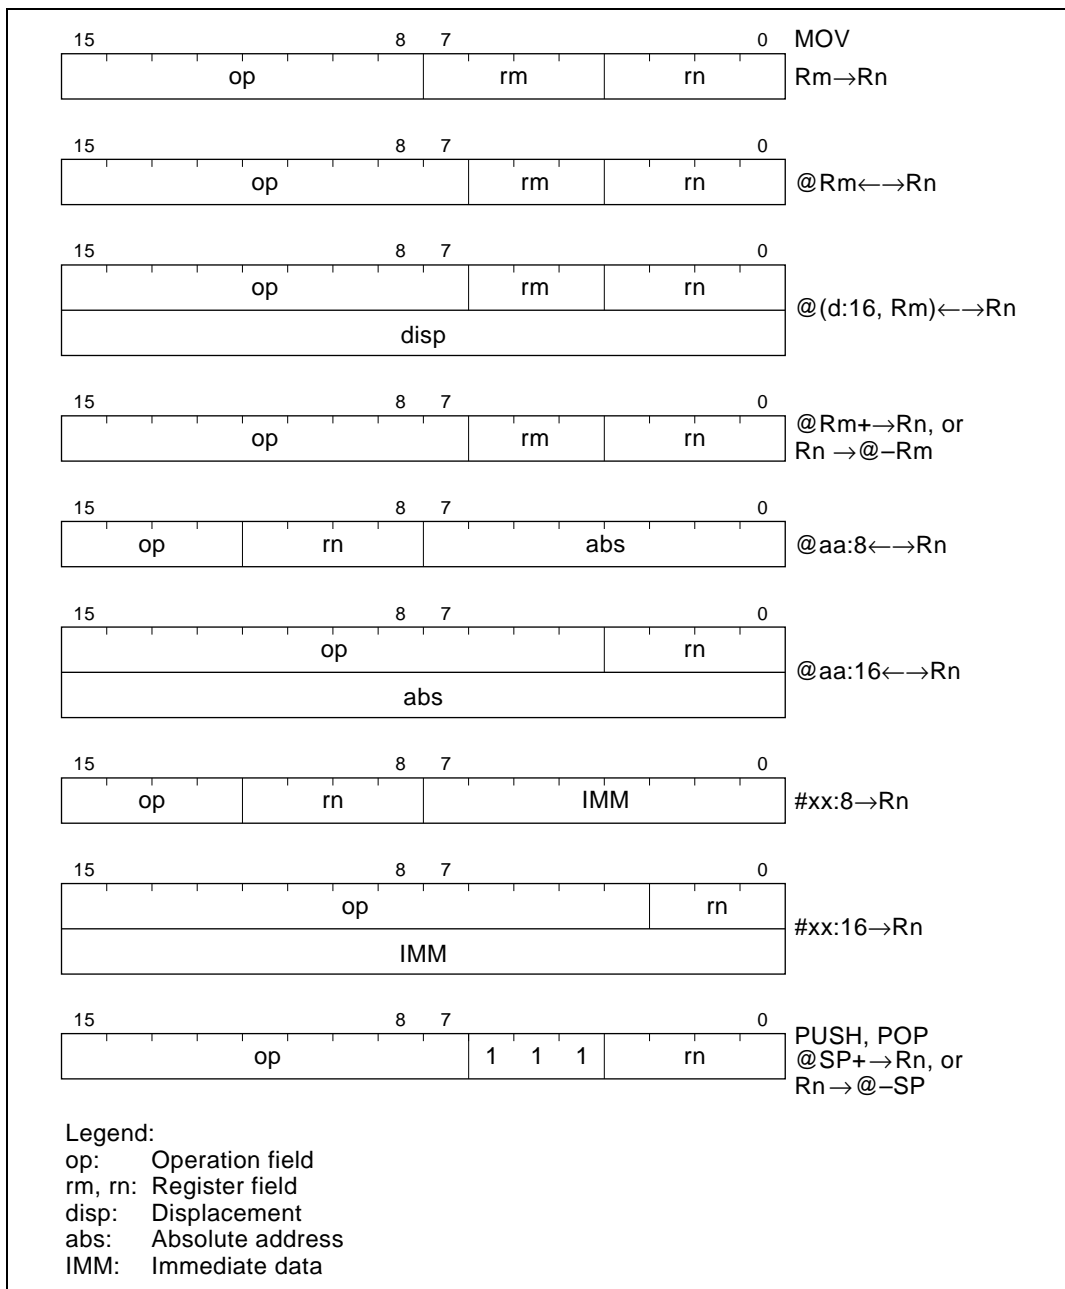 15 8 7 0 MOV
op rm rn Rm→Rn
15 8 7 0
op rm rn @Rm←→Rn
15 8 7 0
op rm rn
@(d:16, Rm)←→Rn
disp
15 8 7 0
@Rm+→Rn, or
op rm rn
Rn →@–Rm
15 8 7 0
op rn abs @aa:8←→Rn
15 8 7 0
op rn
@aa:16←→Rn
abs
15 8 7 0
op rn IMM #xx:8→Rn
15 8 7 0
op rn
#xx:16→Rn
IMM
15 8 7 0
PUSH, POP
op 1 1 1 rn @SP+→Rn, or
Rn→@–SP
Legend:
op: Operation field
rm, rn: Register field
disp: Displacement
abs: Absolute address
IMM: Immediate data